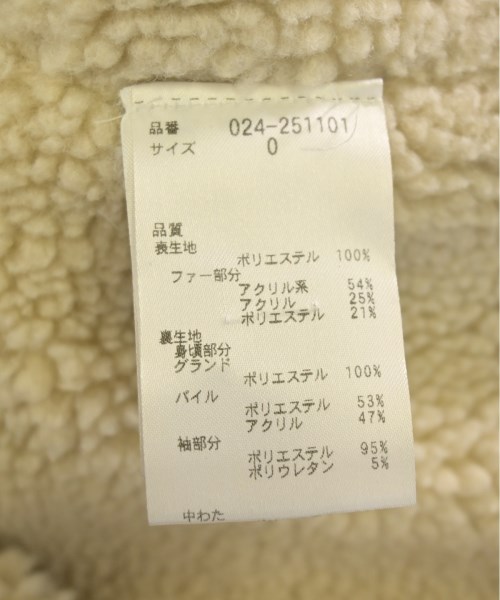 品番 024-251101
サイズ 0
品質
表生地
ポリエステル 100%
ファー部分
アクリル系 54%
アクリル 25%
ポリエステル 21%
裏生地
身頃部分
グランド
ポリエステル 100%
パイル
ポリエステル 53%
アクリル 47%
袖部分
ポリエステル 95%
ポリウレタン 5%
中わた